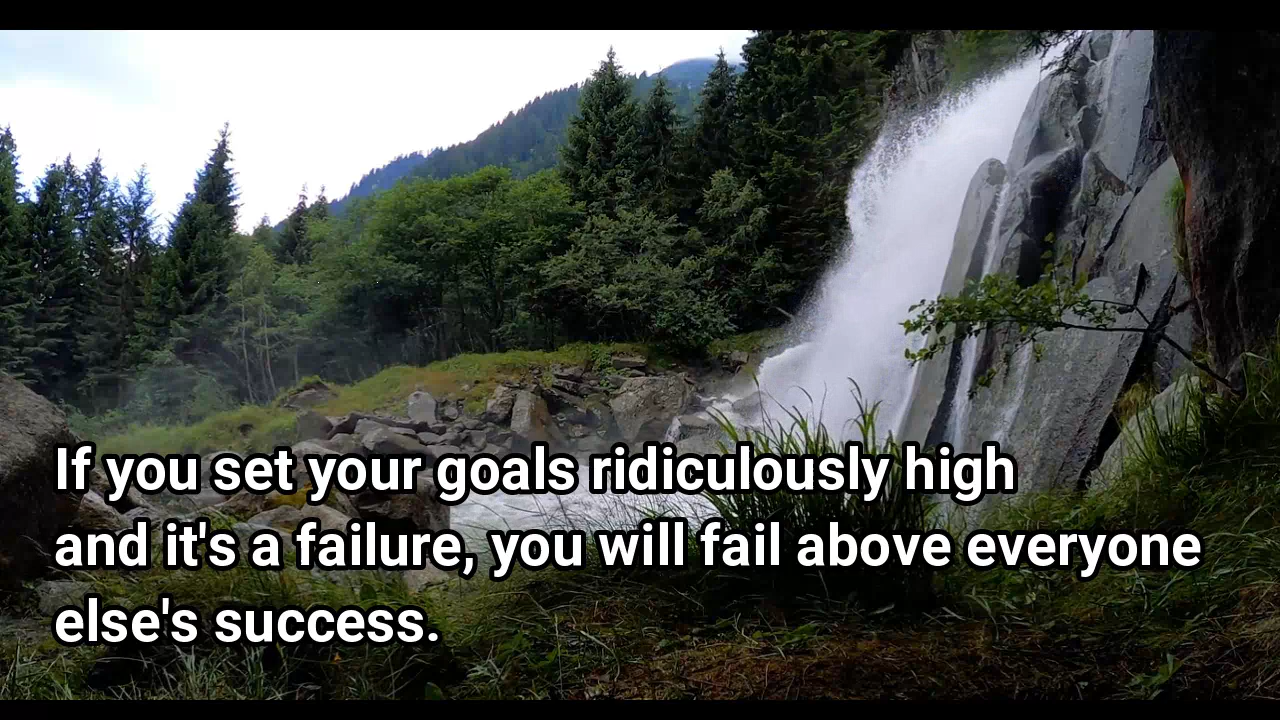 If you set your goals ridiculously high
and it's a failure, you will fail above everyone
else's success.